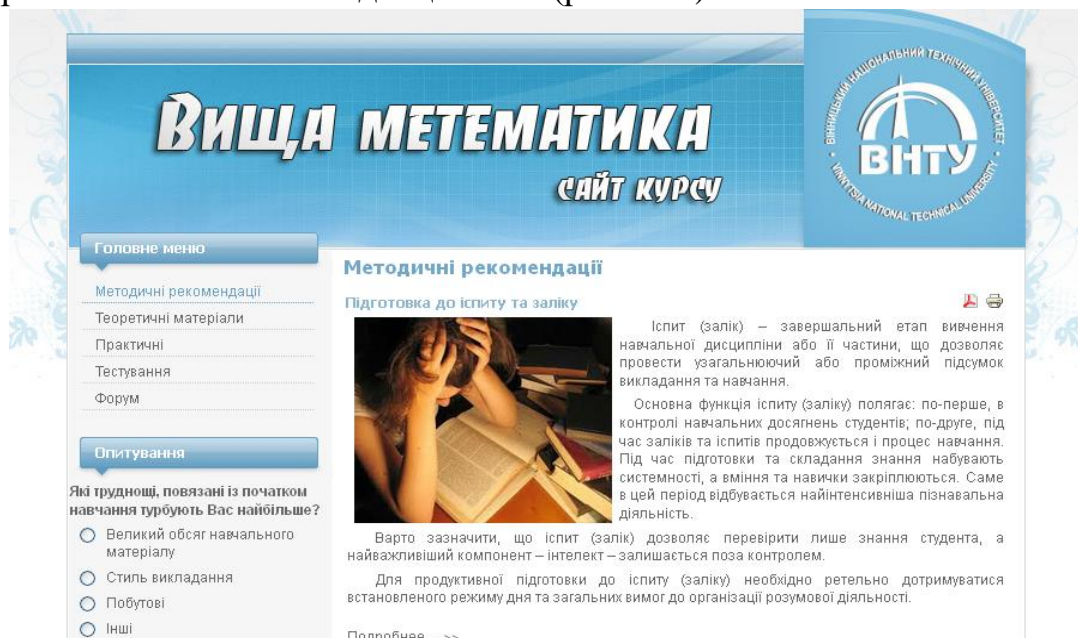 ВІННИЦЬКИЙ НАЦІОНАЛЬНИЙ ТЕХНІЧНИЙ УНІВЕРСИТЕТ
ВНТУ
VINNYTSIA NATIONAL TECHNICAL UNIVERSITY
Вища метематика
сайт курсу
Головне меню
Методичні рекомендації
Теоретичні матеріали
Практичні
Тестування
Форум
Опитування
Які труднощі, повязані із початком
навчання турбують Вас найбільше?
Великий обсяг навчального
матеріалу
Стиль викладання
Побутові
Інші
Методичні рекомендації
Підготовка до іспиту та заліку
Іспит (залік) – завершальний етап вивчення
навчальної дисципліни або її частини, що дозволяє
провести узагальнюючий або проміжний підсумок
викладання та навчання.
Основна функція іспиту (заліку) полягає: по-перше, в
контролі навчальних досягнень студентів; по-друге, під
час заліків та іспитів продовжується і процес навчання.
Під час підготовки та складання знання набувають
системності, а вміння та навички закріплюються. Саме
в цей період відбувається найінтенсивніша пізнавальна
діяльність.
Варто зазначити, що іспит (залік) дозволяє перевірити лише знання студента, а
найважливіший компонент – інтелект – залишається поза контролем.
Для продуктивної підготовки до іспиту (заліку) необхідно ретельно дотримуватися
встановленого режиму дня та загальних вимог до організації розумової діяльності.
Подробнее... >>